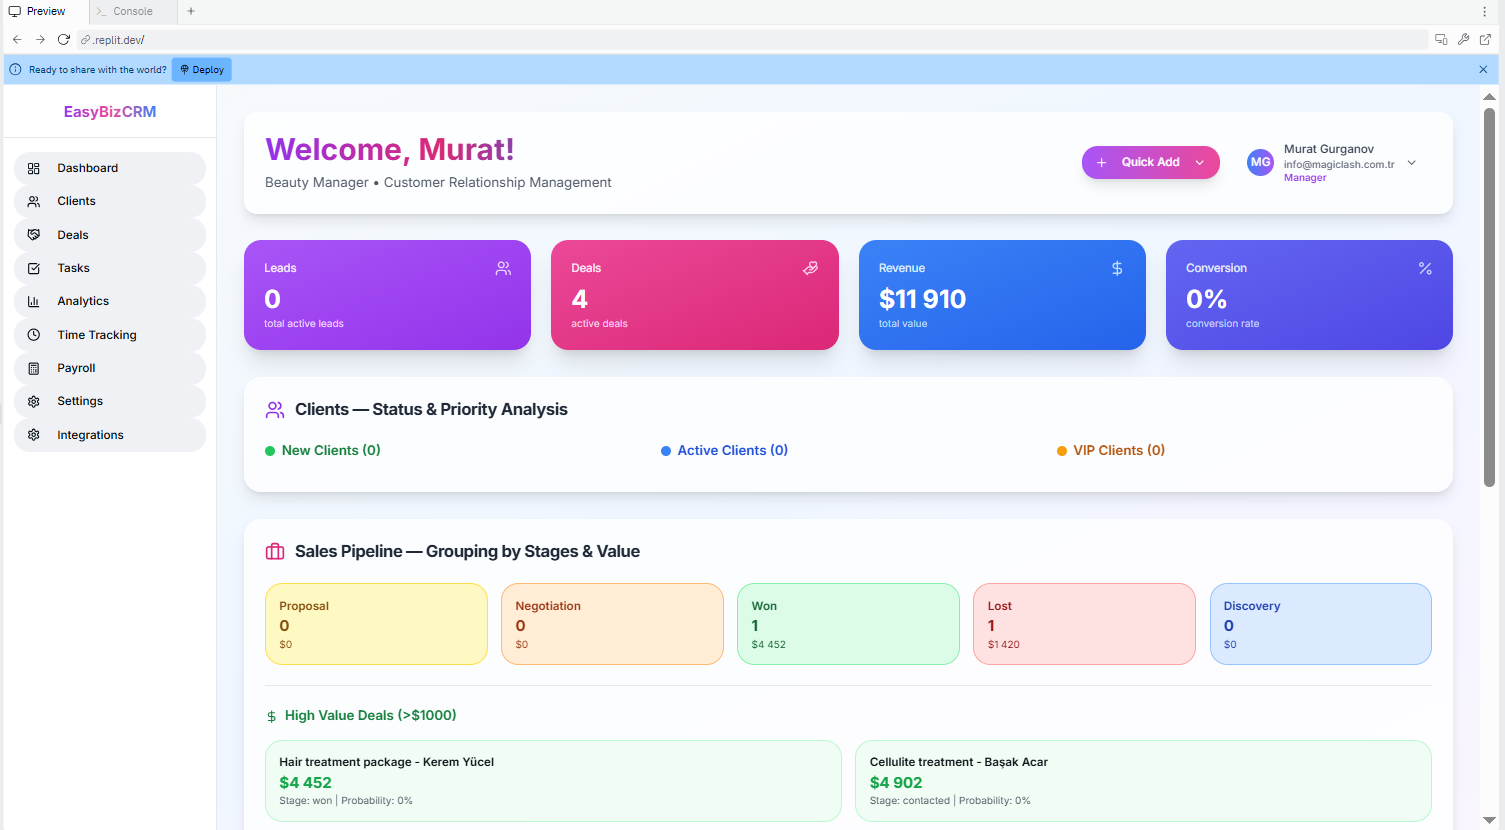 Preview
Console
.replit.dev/
Ready to share with the world?
Deploy
EasyBizCRM
Dashboard
Clients
Deals
Tasks
Analytics
Time Tracking
Payroll
Settings
Integrations
Welcome, Murat!
Beauty Manager • Customer Relationship Management
Quick Add
MG
Murat Gurganov
info@magiclash.com.tr
Manager
Leads
0
total active leads
Deals
4
active deals
Revenue
$11 910
total value
Conversion
0%
conversion rate
Clients — Status & Priority Analysis
New Clients (0)
Active Clients (0)
VIP Clients (0)
Sales Pipeline — Grouping by Stages & Value
Proposal
0
$0
Negotiation
0
$0
Won
1
$4 452
Lost
1
$1 420
Discovery
0
$0
High Value Deals (>$1000)
Hair treatment package - Kerem Yücel
$4 452
Stage: won | Probability: 0%
Cellulite treatment - Başak Acar
$4 902
Stage: contacted | Probability: 0%